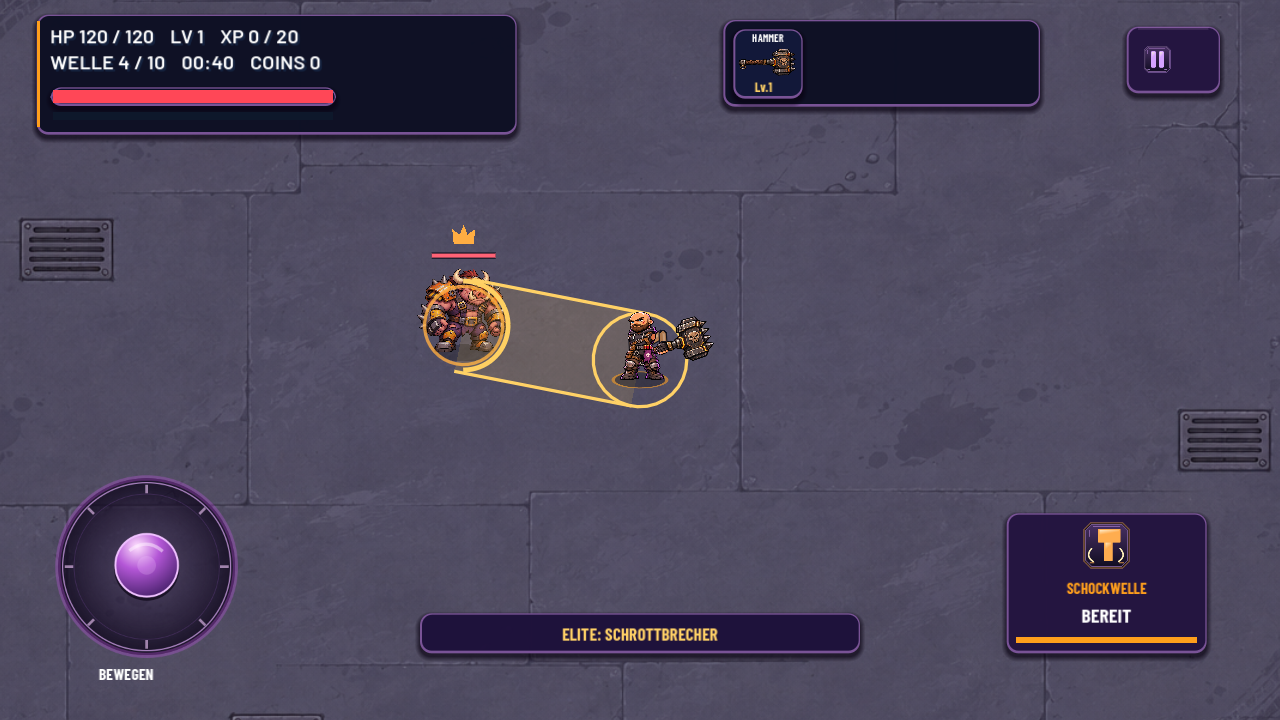 HP 120 / 120 LV 1 XP 0 / 20
WELLE 4 / 10 00:40 COINS 0
HAMMER
Lv.1
SCHOCKWELLE
BEREIT
ELITE: SCHROTTBRECHER
BEWEGEN